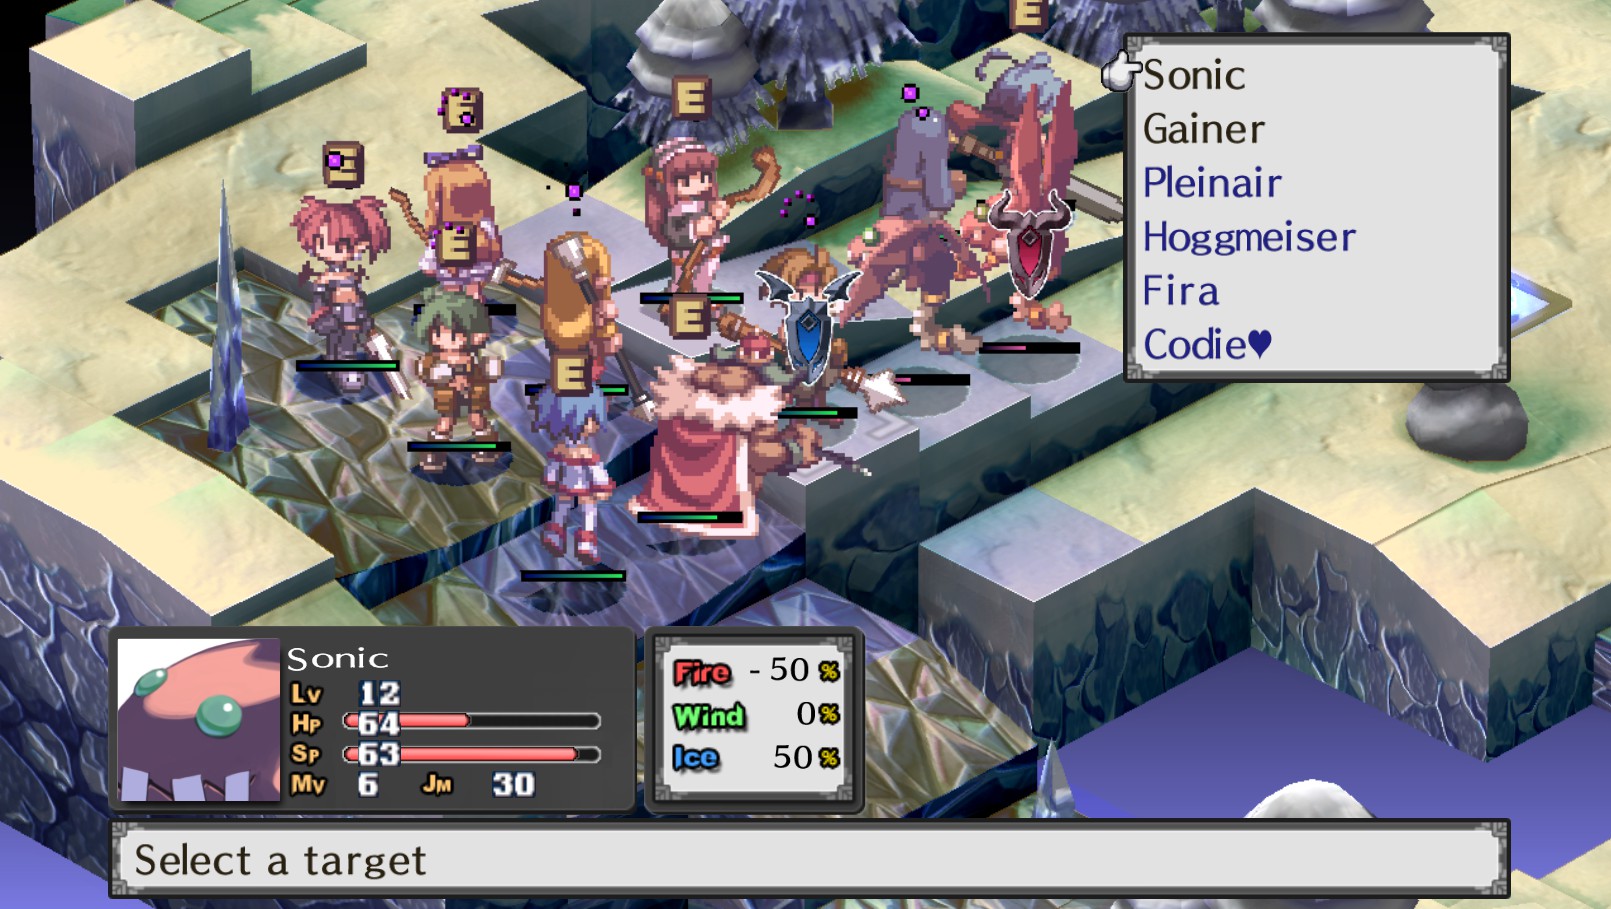 E
E
E
E
E
E
E
Sonic
Gainer
Pleinair
Hoggmeiser
Fira
Codie♥
Sonic
Lv 12
Hp 64
Sp 63
Mv 6 Jm 30
Fire - 50 %
Wind 0%
Ice 50 %
Select a target